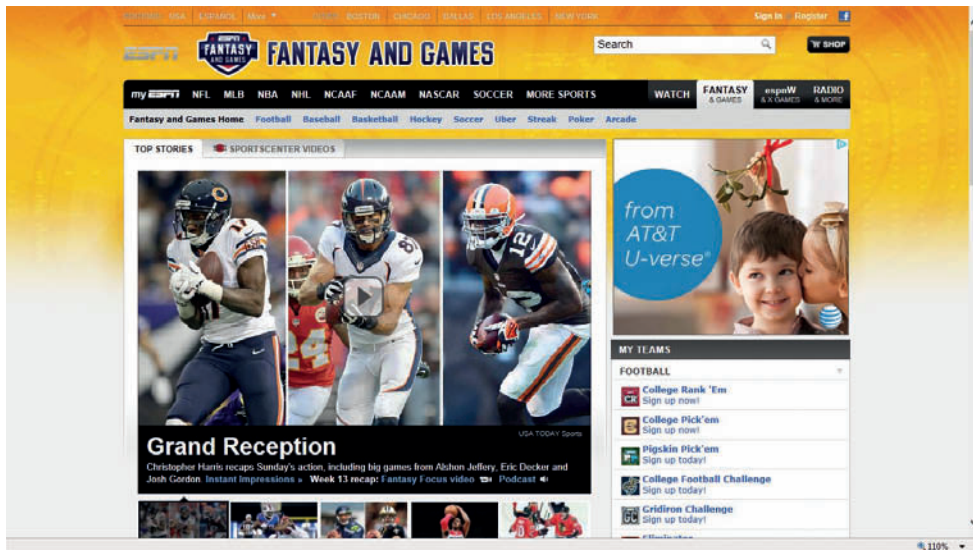 USA ESPAÑOL More ▼ BOSTON CHICAGO DALLAS LOS ANGELES NEW YORK
Sign In Register
ESPN
ESPN
FANTASY
AND GAMES
FANTASY AND GAMES
Search
SHOP
my ESPN NFL MLB NBA NHL NCAAF NCAAM NASCAR SOCCER MORE SPORTS
WATCH
FANTASY
& GAMES
espnW
& X GAMES
RADIO
& MORE
Fantasy and Games Home Football Baseball Basketball Hockey Soccer Uber Streak Poker Arcade
TOP STORIES SPORTSCENTER VIDEOS
USA TODAY Sports
Grand Reception
Christopher Harris recaps Sunday's action, including big games from Alshon Jeffery, Eric Decker and
Josh Gordon Instant Impressions » Week 13 recap: Fantasy Focus video Podcast
from
AT&T
U-verse®
MY TEAMS
FOOTBALL
CR
College Rank 'Em
Sign up now!
College Pick'em
Sign up now!
Pigskin Pick'em
Sign up today!
College Football Challenge
Sign up today!
GC
Gridiron Challenge
Sign up today!
Eliminator
110%